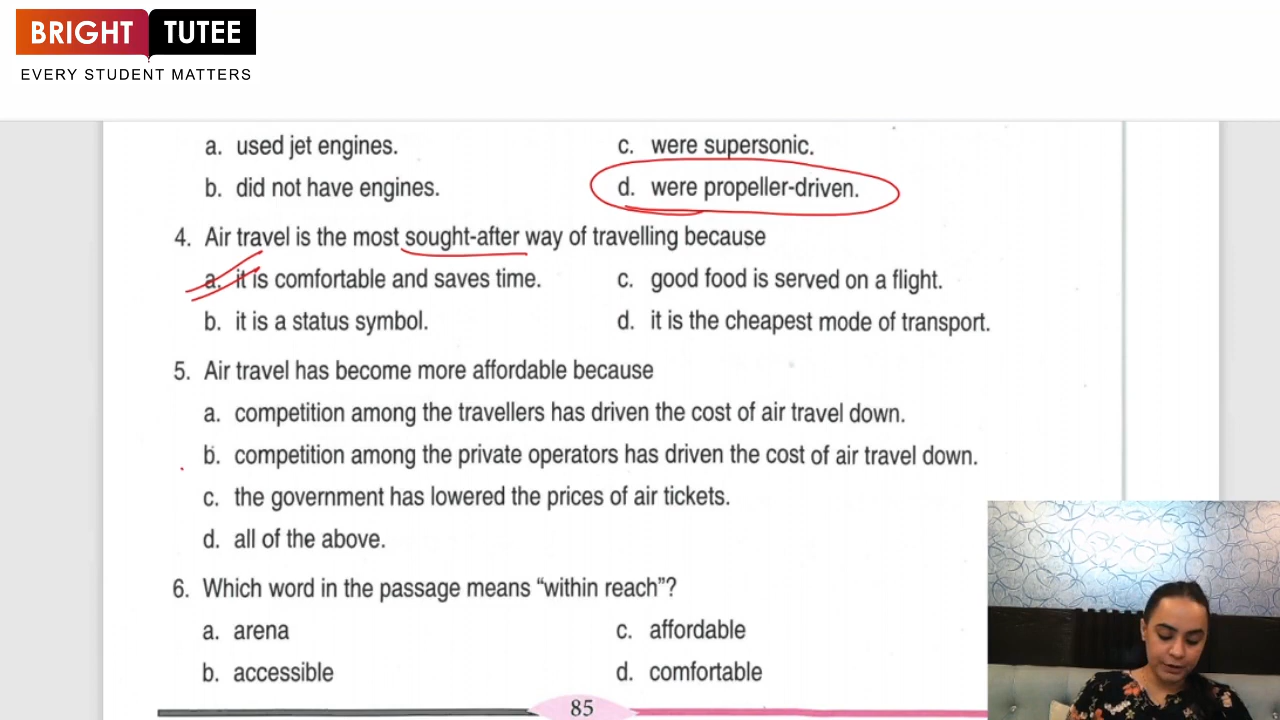 BRIGHT TUTEE
EVERY STUDENT MATTERS
a. used jet engines. c. were supersonic.
b. did not have engines. d. were propeller-driven.
4. Air travel is the most sought-after way of travelling because
a. it is comfortable and saves time. c. good food is served on a flight.
b. it is a status symbol. d. it is the cheapest mode of transport.
5. Air travel has become more affordable because
a. competition among the travellers has driven the cost of air travel down.
b. competition among the private operators has driven the cost of air travel down.
c. the government has lowered the prices of air tickets.
d. all of the above.
6. Which word in the passage means “within reach”?
a. arena c. affordable
b. accessible d. comfortable
85